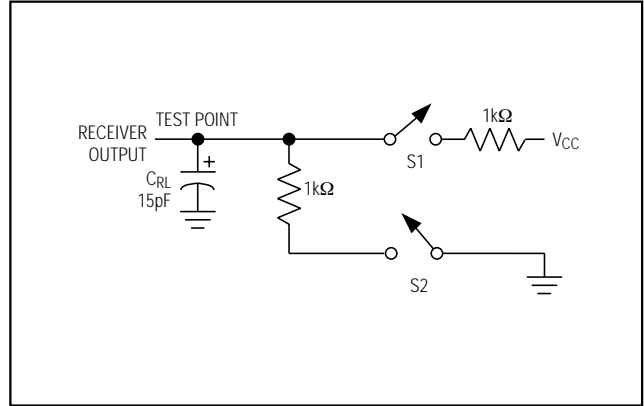 TEST POINT
RECEIVER
OUTPUT
+
CRL
15pF
1kΩ
S1
1kΩ
VCC
S2